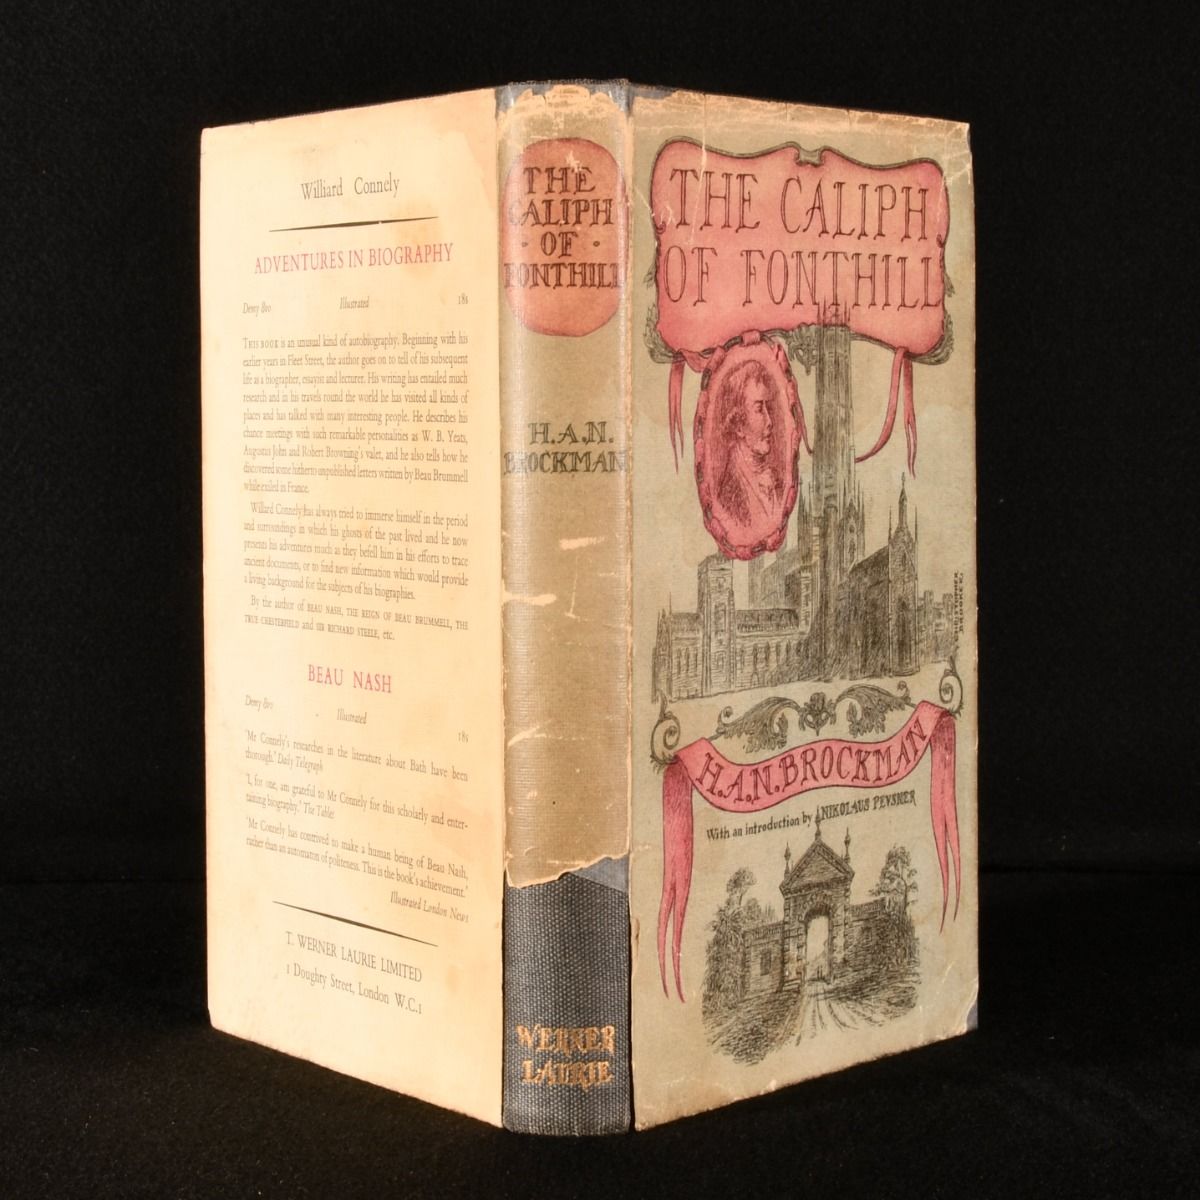 Williard Connely
ADVENTURES IN BIOGRAPHY
Demy 8vo Illustrated 18s
THIS BOOK is an unusual kind of autobiography. Beginning with his
earlier years in Fleet Street, the author goes on to tell of his subsequent
life as a biographer, essayist and lecturer. His writing has entailed much
research and in his travels round the world he has visited all kinds of
places and has talked with many interesting people. He describes his
chance meetings with such remarkable personalities as W. B. Yeats,
Augustus John and Robert Browning's valet, and he also tells how he
discovered some hitherto unpublished letters written by Beau Brummell
while exiled in France.
Willard Connely has always tried to immerse himself in the period
and surroundings in which his ghosts of the past lived and he now
presents his adventures much as they befell him in his efforts to trace
ancient documents, or to find new information which would provide
a living background for the subjects of his biographies.
By the author of BEAU NASH, THE REIGN OF BEAU BRUMMELL, THE
TRUE CHESTERFIELD and SIR RICHARD STEELE, etc.
BEAU NASH
Demy 8vo Illustrated 18s
'Mr Connely's researches in the literature about Bath have been
thorough.' Daily Telegraph
'I, for one, am grateful to Mr Connely for this scholarly and enter-
taining biography.' The Tablet
'Mr Connely has contrived to make a human being of Beau Nash,
rather than an automaton of politeness. This is the book's achievement.'
Illustrated London News
T. WERNER LAURIE LIMITED
1 Doughty Street, London W.C.1
THE
CALIPH
· OF ·
FONTHILL
H.A.N.
BROCKMAN
WERNER
LAURIE
THE CALIPH
OF FONTHILL
CHRISTOPHER
BROOKER
H.A.N. BROCKMAN
With an introduction by NIKOLAUS PEVSNER